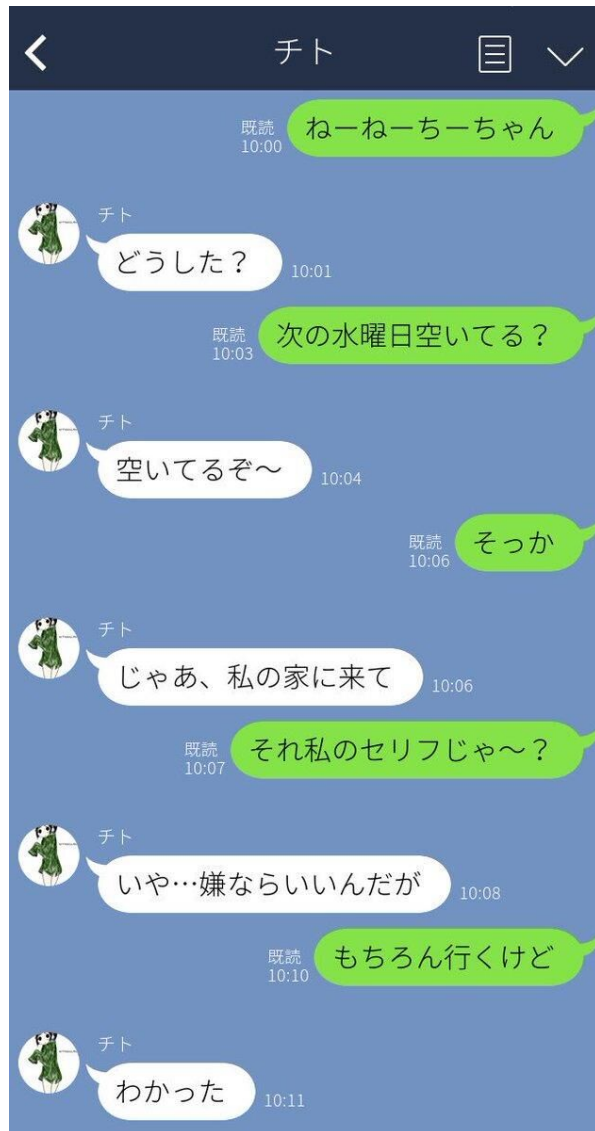 チト
既読
10:00
ねーねーちーちゃん
チト
どうした？
10:01
既読
10:03
次の水曜日空いてる？
チト
空いてるぞ〜
10:04
既読
10:06
そっか
チト
じゃあ、私の家に来て
10:06
既読
10:07
それ私のセリフじゃ〜？
チト
いや…嫌ならいいんだが
10:08
既読
10:10
もちろん行くけど
チト
わかった
10:11